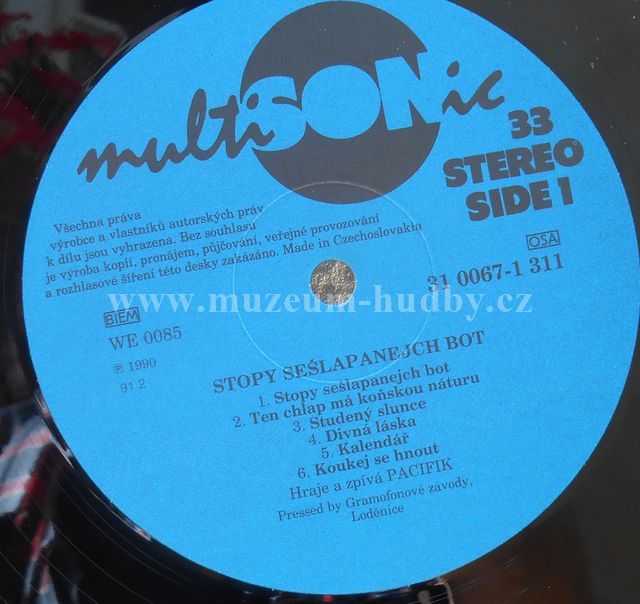 multiSONic
33
STEREO
SIDE 1
Všechna práva
výrobce a vlastníků autorských práv
k dílu jsou vyhrazena. Bez souhlasu
je výroba kopií, pronájem, půjčování, veřejné provozování
a rozhlasové šíření této desky zakázáno. Made in Czechoslovakia
OSA
31 0067-1 311
www.muzeum-hudby.cz
BIEM
WE 0085
℗ 1990
91.2
STOPY SEŠLAPANEJCH BOT
1. Stopy sešlapanejch bot
2. Ten chlap má koňskou náturu
3. Studený slunce
4. Divná láska
5. Kalendář
6. Koukej se hnout
Hraje a zpívá PACIFIK
Pressed by Gramofonové závody,
Loděnice